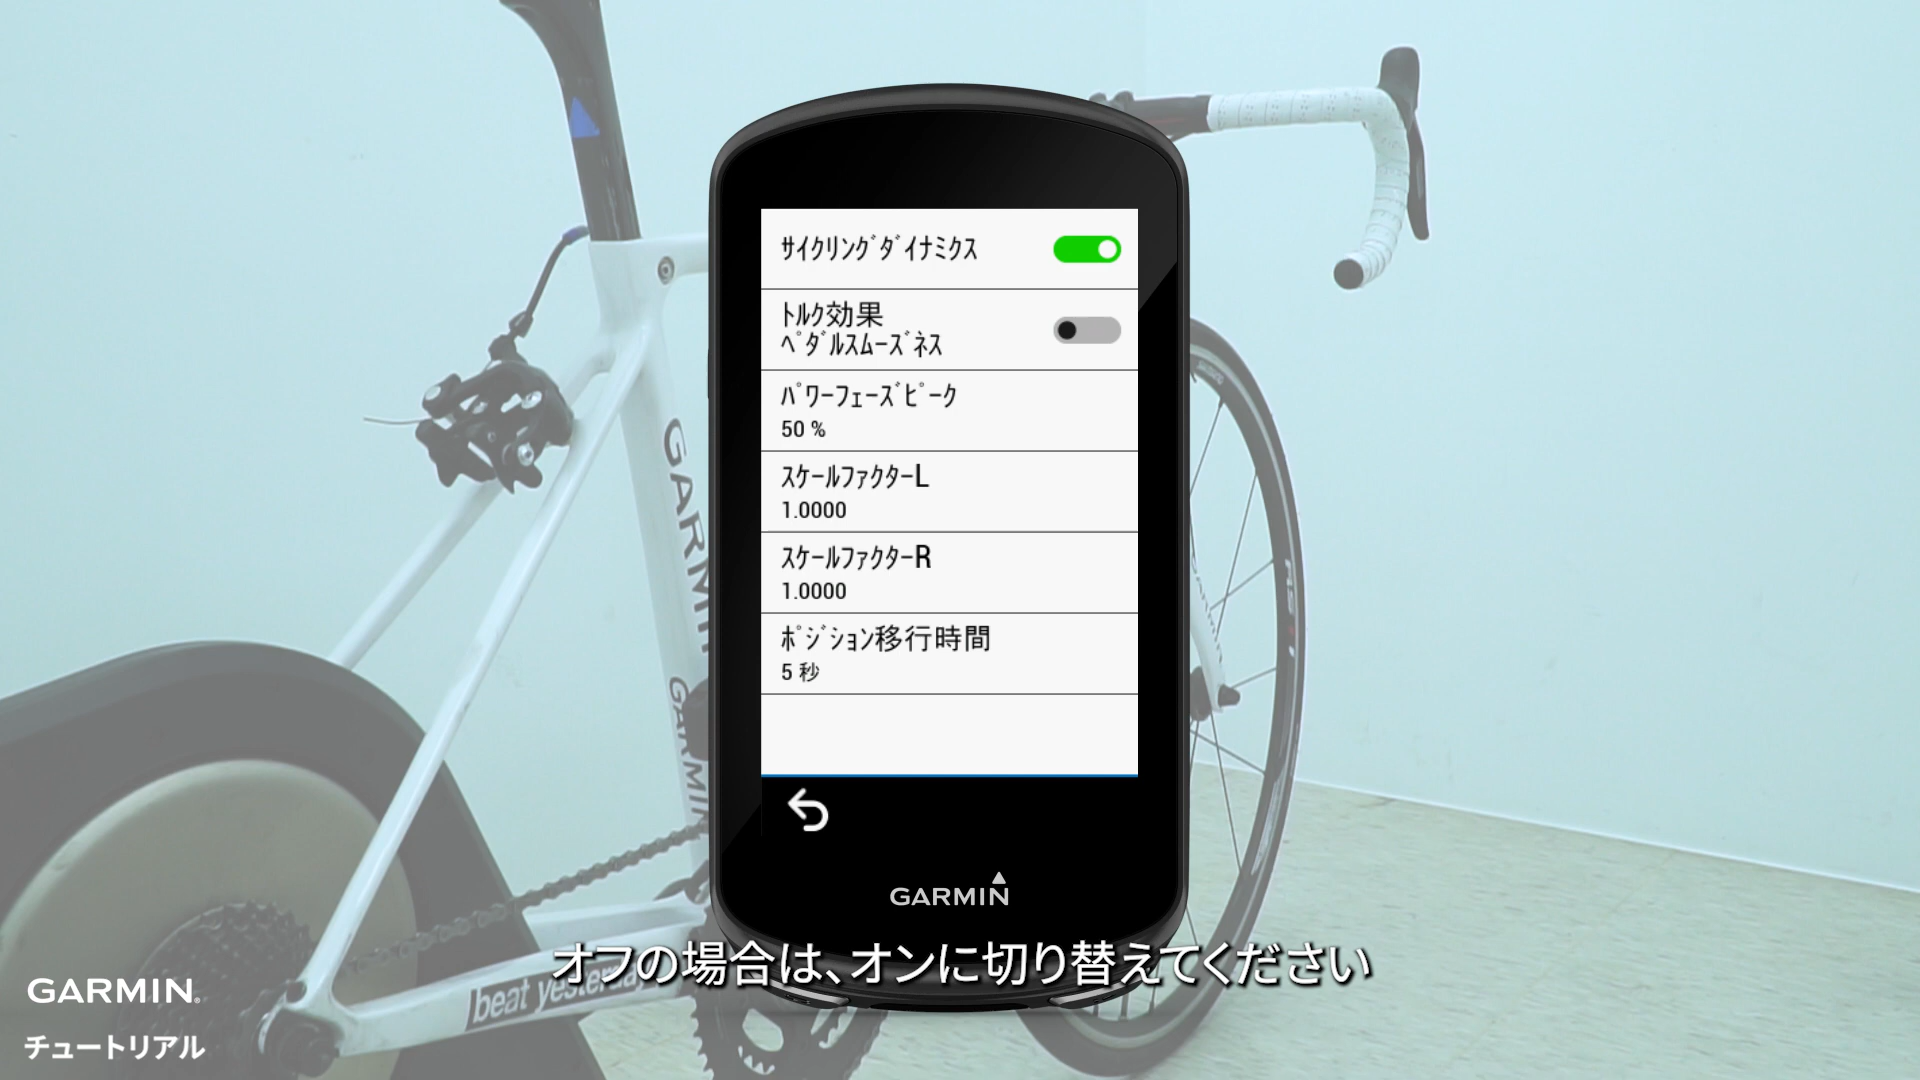 ｻｲｸﾘﾝｸﾞﾀﾞｲﾅﾐｸｽ
ﾄﾙｸ効果
ﾍﾟﾀﾞﾙｽﾑｰｽﾞﾈｽ
ﾊﾟﾜｰﾌｪｰｽﾞﾋﾟｰｸ
50 %
ｽｹｰﾙﾌｧｸﾀｰL
1.0000
ｽｹｰﾙﾌｧｸﾀｰR
1.0000
ﾎﾟｼﾞｼｮﾝ移行時間
5 秒
GARMIN
GARMIN
GARMIN
beat yesterda
オフの場合は、オンに切り替えてください
GARMIN
チュートリアル